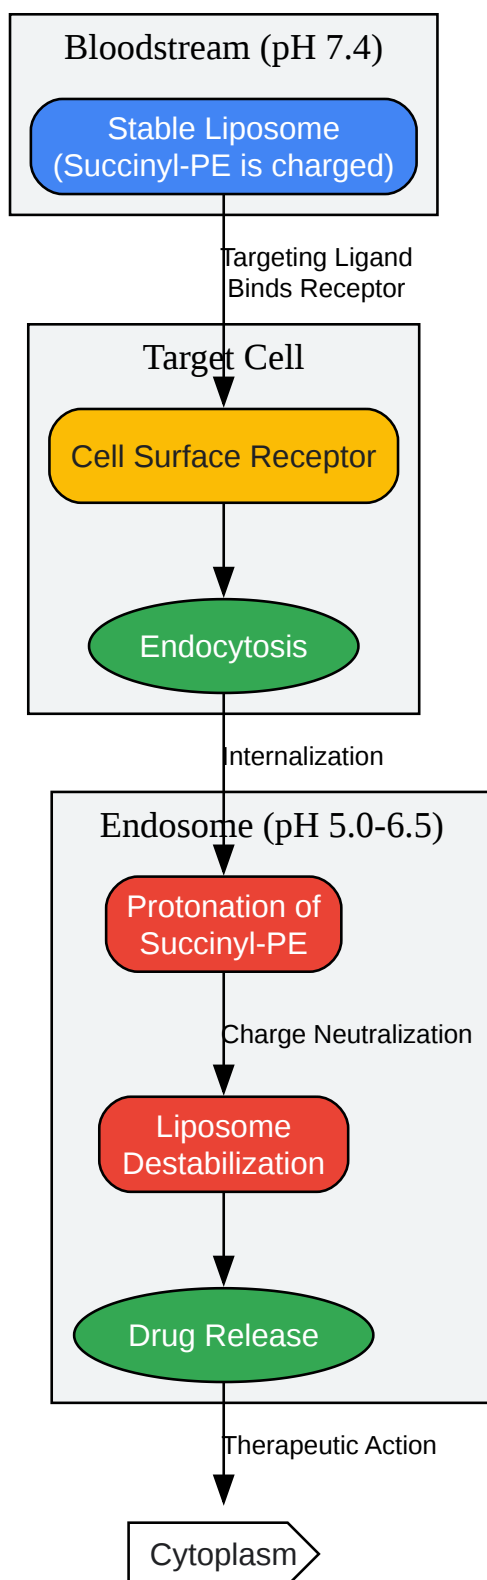 Bloodstream (pH 7.4)
Stable Liposome
(Succinyl-PE is charged)
Targeting Ligand
Binds Receptor
Target Cell
Cell Surface Receptor
Endocytosis
Internalization
Endosome (pH 5.0-6.5)
Protonation of
Succinyl-PE
Charge Neutralization
Liposome
Destabilization
Drug Release
Therapeutic Action
Cytoplasm